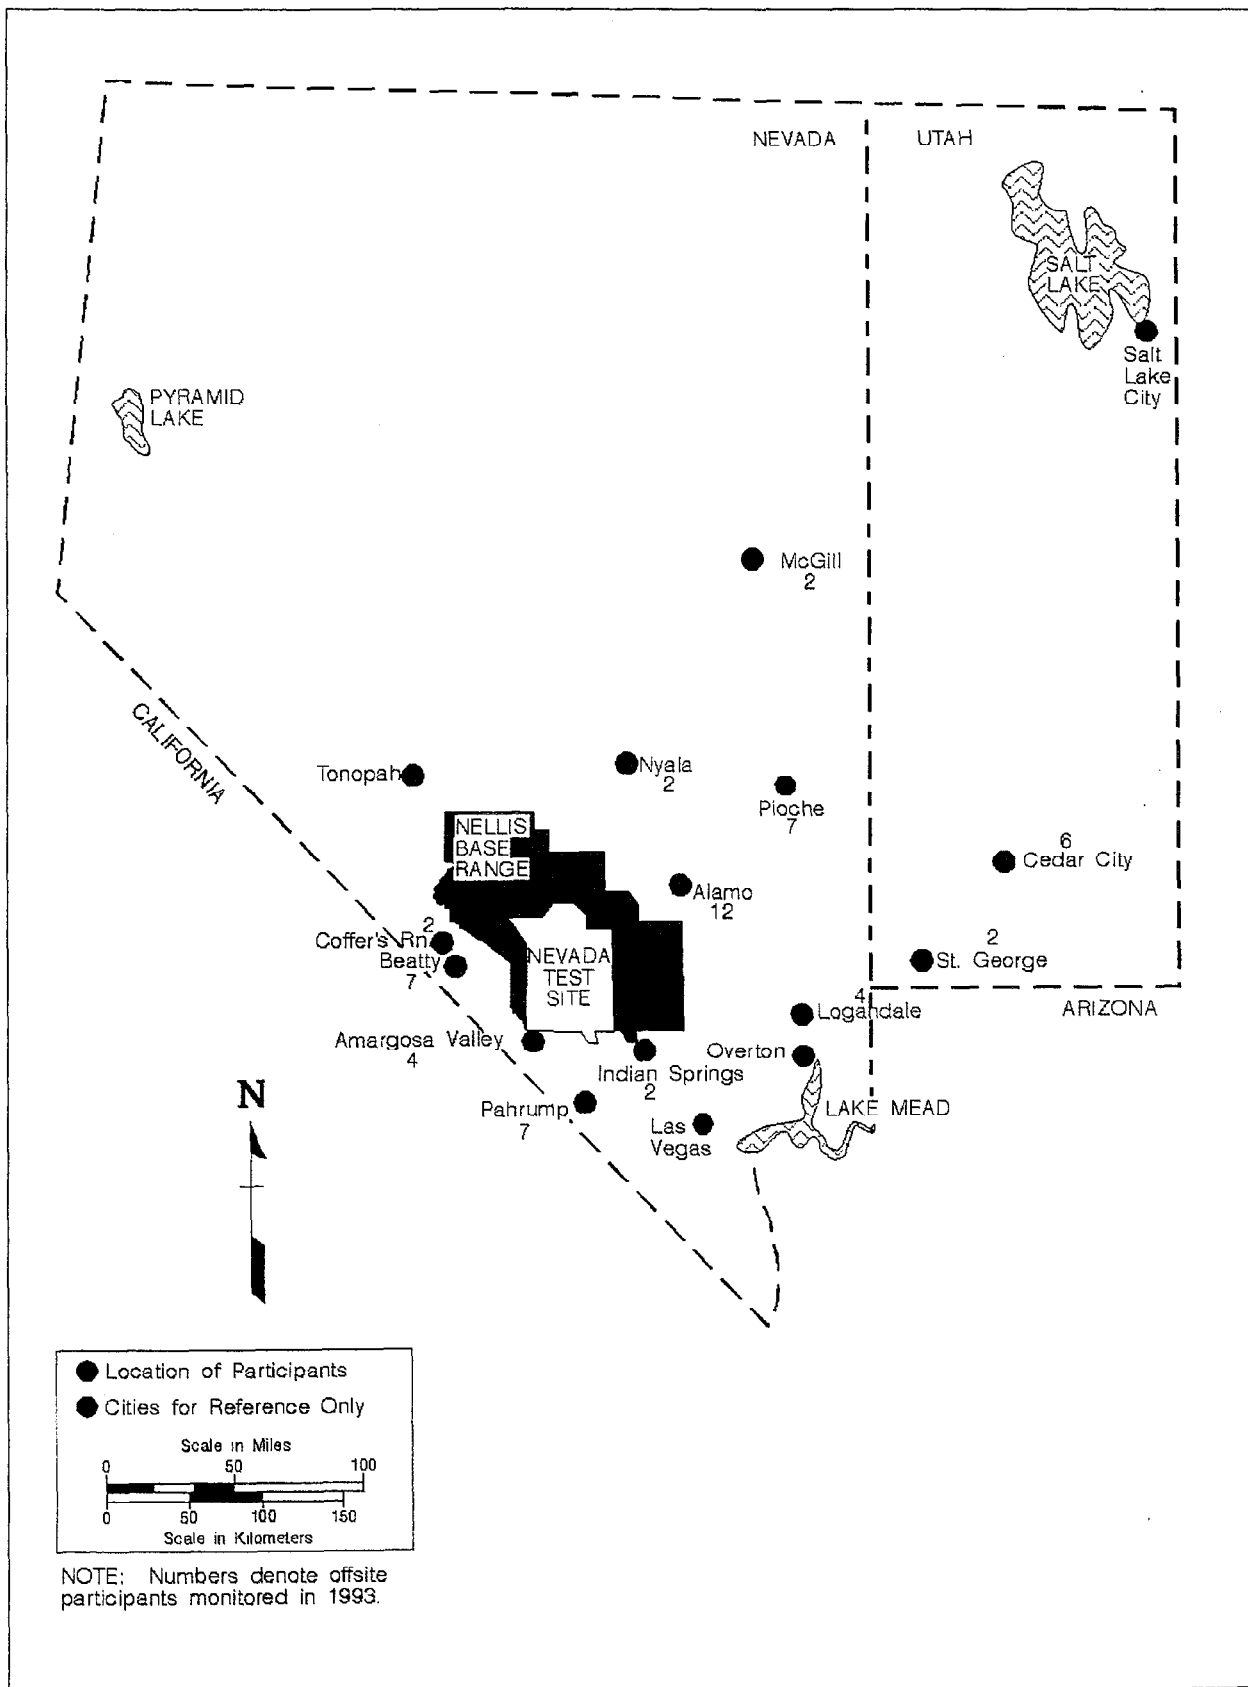 NEVADA
UTAH
SALT
LAKE
Salt
Lake
City
PYRAMID
LAKE
McGill
2
CALIFORNIA
Tonopah
Nyala
2
Pioche
7
NELLIS
BASE
RANGE
6
Cedar City
Alamo
12
2
Coffer's Rn.
Beatty
7
NEVADA
TEST
SITE
2
St. George
ARIZONA
4
Logandale
Amargosa Valley
4
Overton
Indian Springs
2
N
Pahrump
7
Las
Vegas
LAKE MEAD
Location of Participants
Cities for Reference Only
Scale in Miles
0 50 100
0 50 100 150
Scale in Kilometers
NOTE: Numbers denote offsite
participants monitored in 1993.